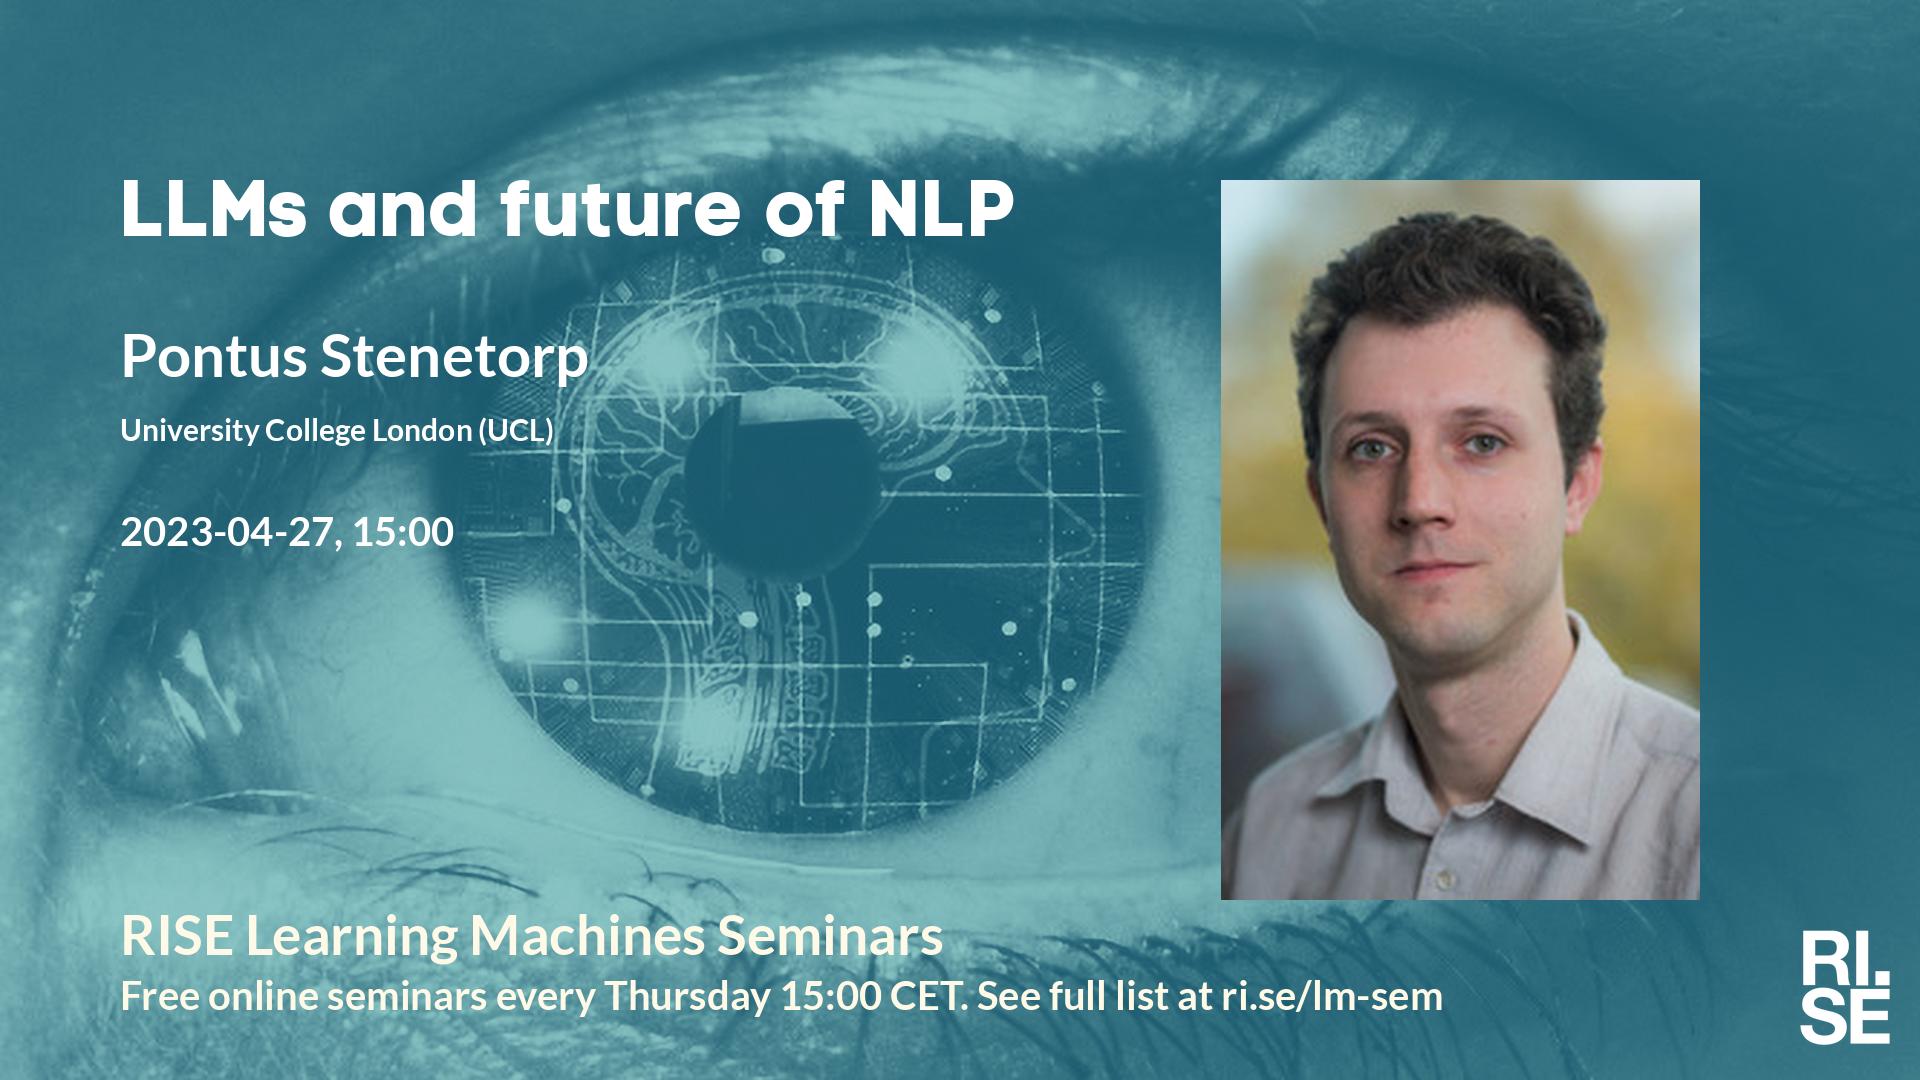 LLMs and future of NLP
Pontus Stenetorp
University College London (UCL)
2023-04-27, 15:00
RISE Learning Machines Seminars
Free online seminars every Thursday 15:00 CET. See full list at ri.se/lm-sem
RI.
SE